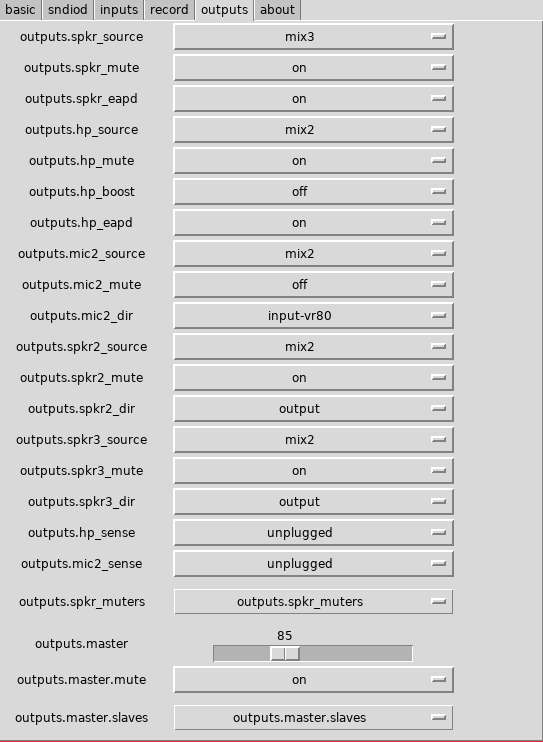 basic sndiod inputs record outputs about
outputs.spkr_source mix3
outputs.spkr_mute on
outputs.spkr_eapd on
outputs.hp_source mix2
outputs.hp_mute on
outputs.hp_boost off
outputs.hp_eapd on
outputs.mic2_source mix2
outputs.mic2_mute off
outputs.mic2_dir input-vr80
outputs.spkr2_source mix2
outputs.spkr2_mute on
outputs.spkr2_dir output
outputs.spkr3_source mix2
outputs.spkr3_mute on
outputs.spkr3_dir output
outputs.hp_sense unplugged
outputs.mic2_sense unplugged
outputs.spkr_muters outputs.spkr_muters
85
outputs.master
outputs.master.mute on
outputs.master.slaves outputs.master.slaves